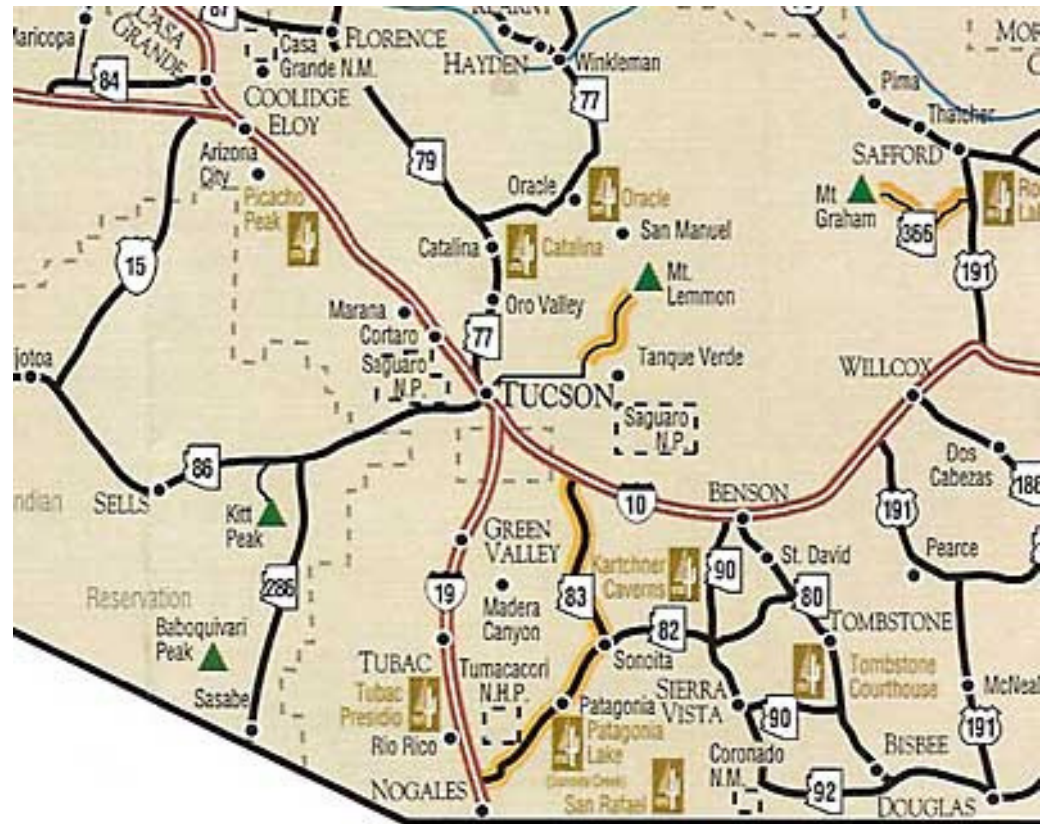 87
KEARNY
Maricopa
CASA
GRANDE
Casa
Grande N.M.
FLORENCE
HAYDEN
Winkleman
84
COOLIDGE
ELOY
77
Pima
Thatcher
SAFFORD
Arizona
City
79
Picacho
Peak
Oracle
Oracle
Mt
Graham
366
San Manuel
Catalina
Catalina
15
191
Mt.
Lemmon
Oro Valley
Marana
Cortaro
77
Saguaro
N.P.
Tanque Verde
WILLCOX
TUCSON
Saguaro
N.P.
Dos
Cabezas
186
86
SELLS
Kitt
Peak
10
BENSON
191
GREEN
VALLEY
St. David
Pearce
Kartchner
Caverns
90
286
19
83
80
Reservation
Madera
Canyon
82
TOMBSTONE
Baboquivari
Peak
Sonoita
TUBAC
Tumacacori
N.H.P.
Tombstone
Courthouse
Sasabe
Tubac
Presidio
Patagonia
SIERRA
VISTA
90
191
Patagonia
Lake
Rio Rico
Coronado
N.M.
BISBEE
NOGALES
San Rafael
92
DOUGLAS